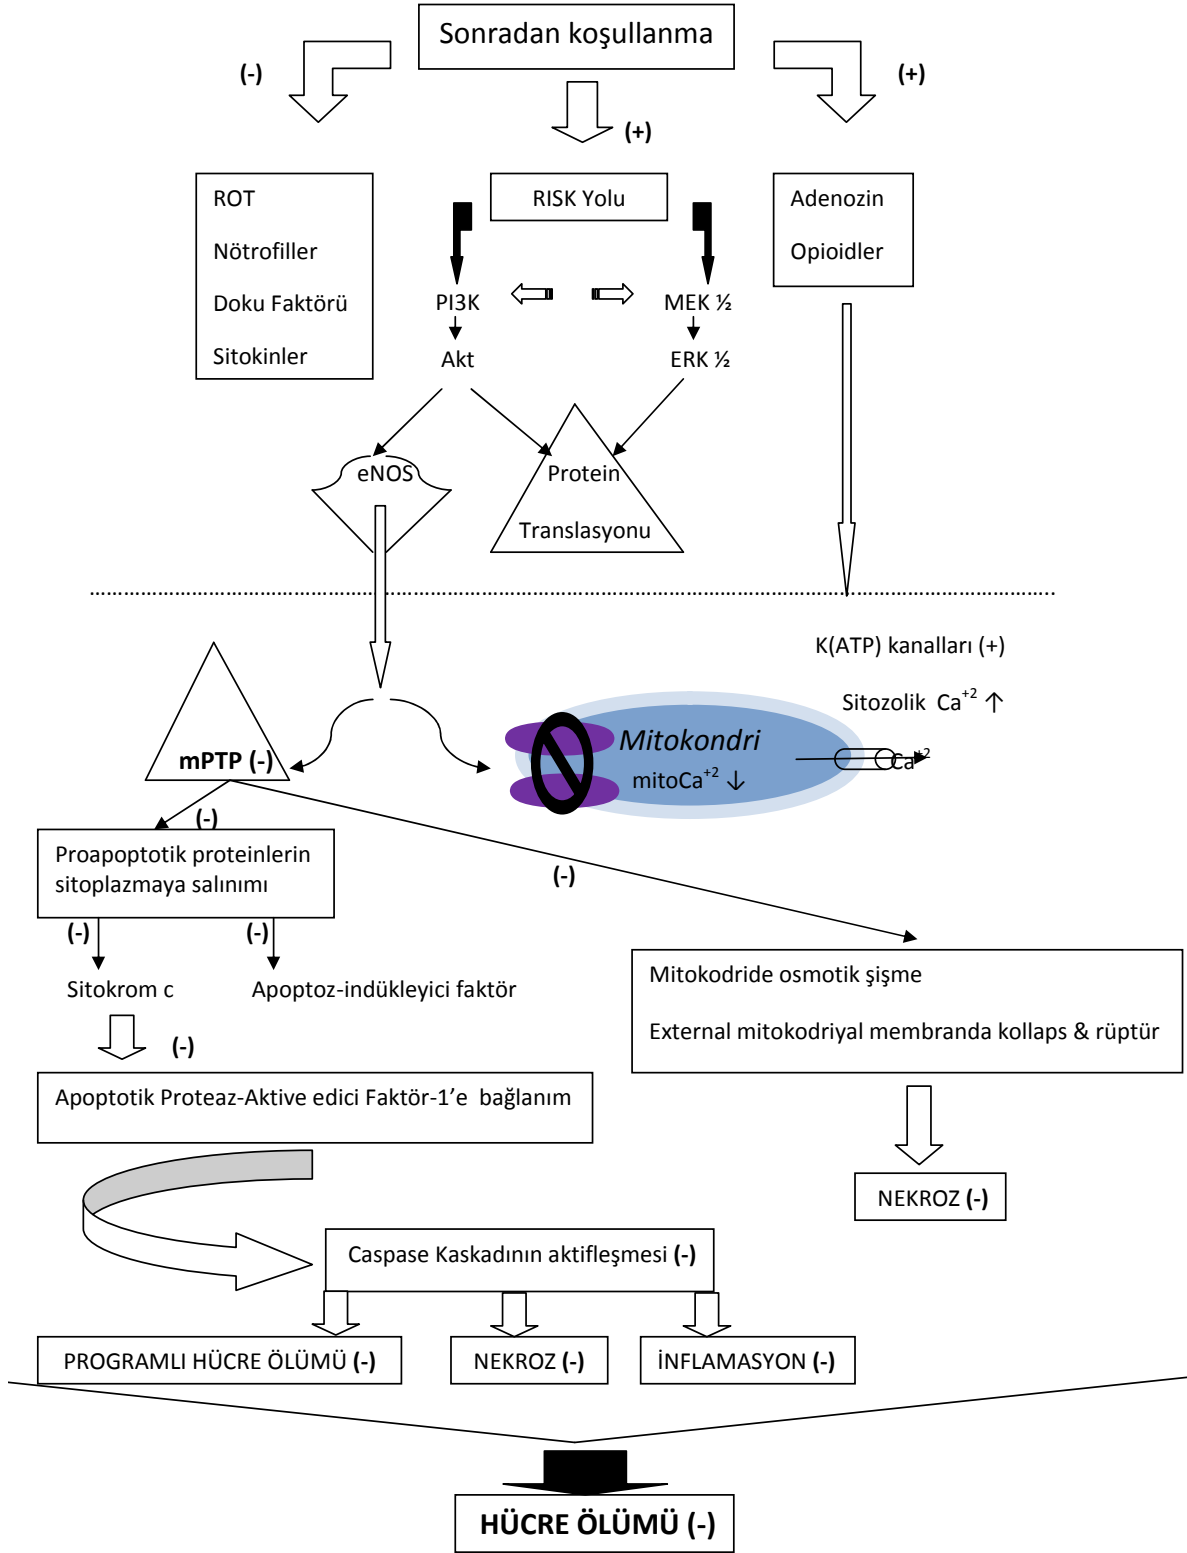 Sonradan koşullanma
(-)
(+)
(+)
ROT
Nötrofiller
Doku Faktörü
Sitokinler
RISK Yolu
Adenozin
Opioidler
PI3K
MEK ½
Akt
ERK ½
eNOS
Protein
Translasyonu
K(ATP) kanalları (+)
Sitozolik Ca⁺² ↑
mPTP (-)
Mitokondri
mitoCa⁺² ↓
Ca⁺²
(-)
(-)
Proapoptotik proteinlerin
sitoplazmaya salınımı
(-)
(-)
Sitokrom c
Apoptoz-indükleyici faktör
(-)
Mitokodride osmotik şişme
External mitokodriyal membranda kollaps & rüptür
Apoptotik Proteaz-Aktive edici Faktör-1’e bağlanım
NEKROZ (-)
Caspase Kaskadının aktifleşmesi (-)
PROGRAMLI HÜCRE ÖLÜMÜ (-)
NEKROZ (-)
İNFLAMASYON (-)
HÜCRE ÖLÜMÜ (-)